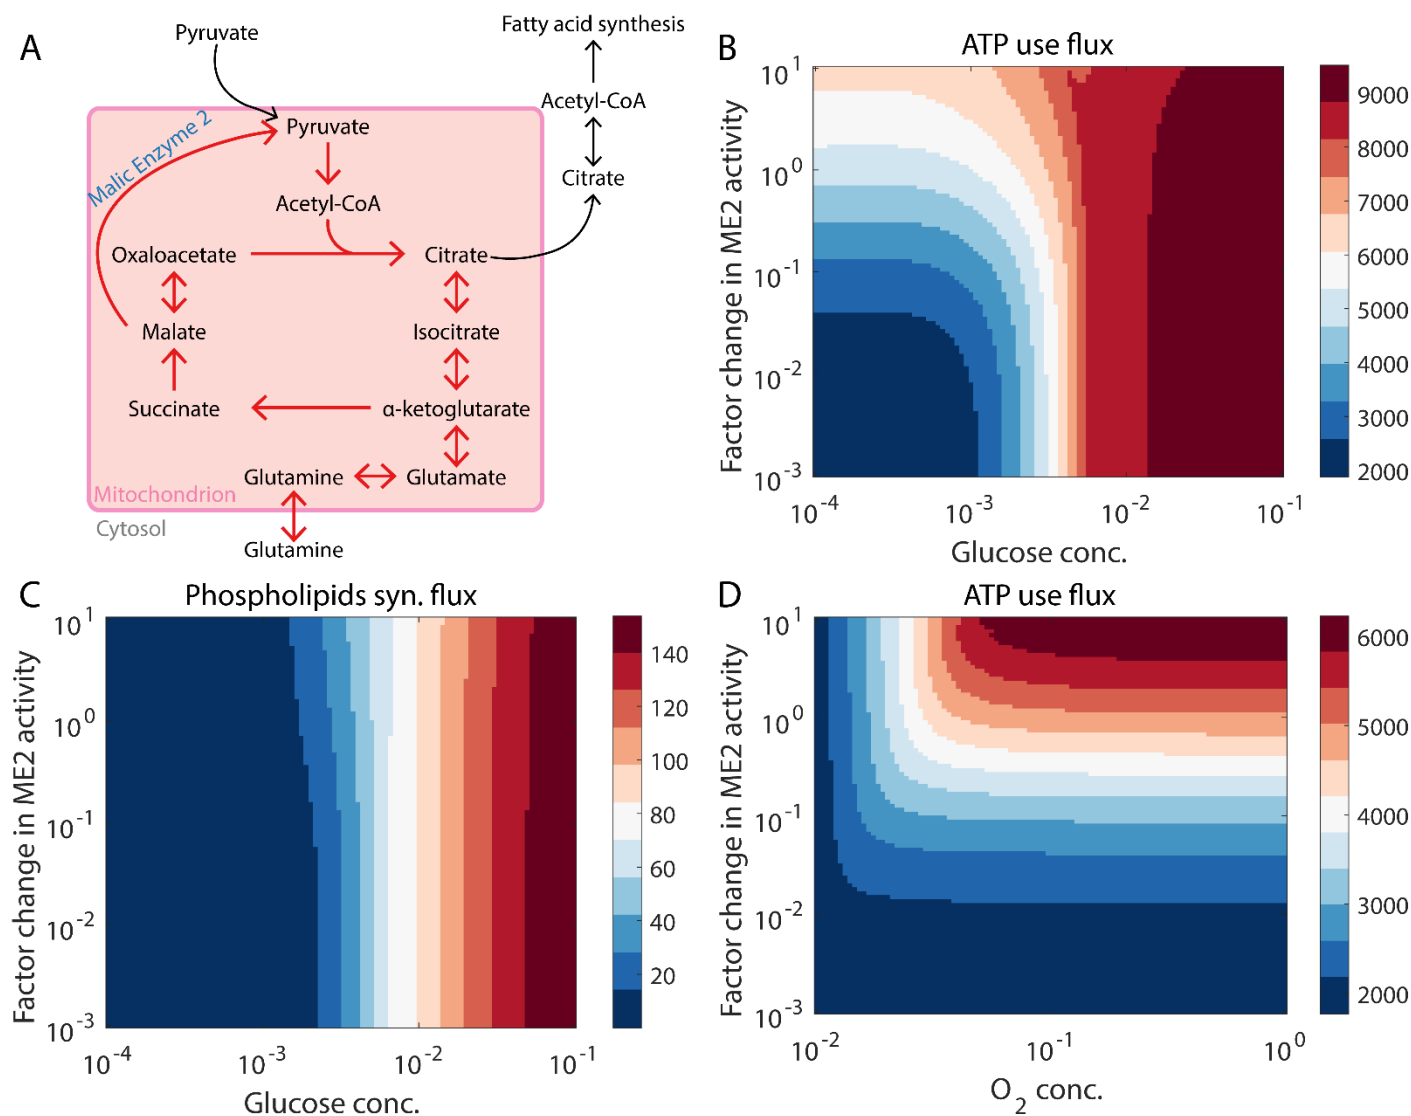 A
Pyruvate
Fatty acid synthesis
Acetyl-CoA
Citrate
Malic Enzyme 2
Pyruvate
Acetyl-CoA
Oxaloacetate
Citrate
Malate
Isocitrate
Succinate
α-ketoglutarate
Glutamine
Glutamate
Mitochondrion
Cytosol
Glutamine
B
ATP use flux
Factor change in ME2 activity
10^1
10^0
10^-1
10^-2
10^-3
10^-4 10^-3 10^-2 10^-1
Glucose conc.
9000
8000
7000
6000
5000
4000
3000
2000
C
Phospholipids syn. flux
Factor change in ME2 activity
10^1
10^0
10^-1
10^-2
10^-3
10^-4 10^-3 10^-2 10^-1
Glucose conc.
140
120
100
80
60
40
20
D
ATP use flux
Factor change in ME2 activity
10^1
10^0
10^-1
10^-2
10^-3
10^-2 10^-1 10^0
O_2 conc.
6000
5000
4000
3000
2000